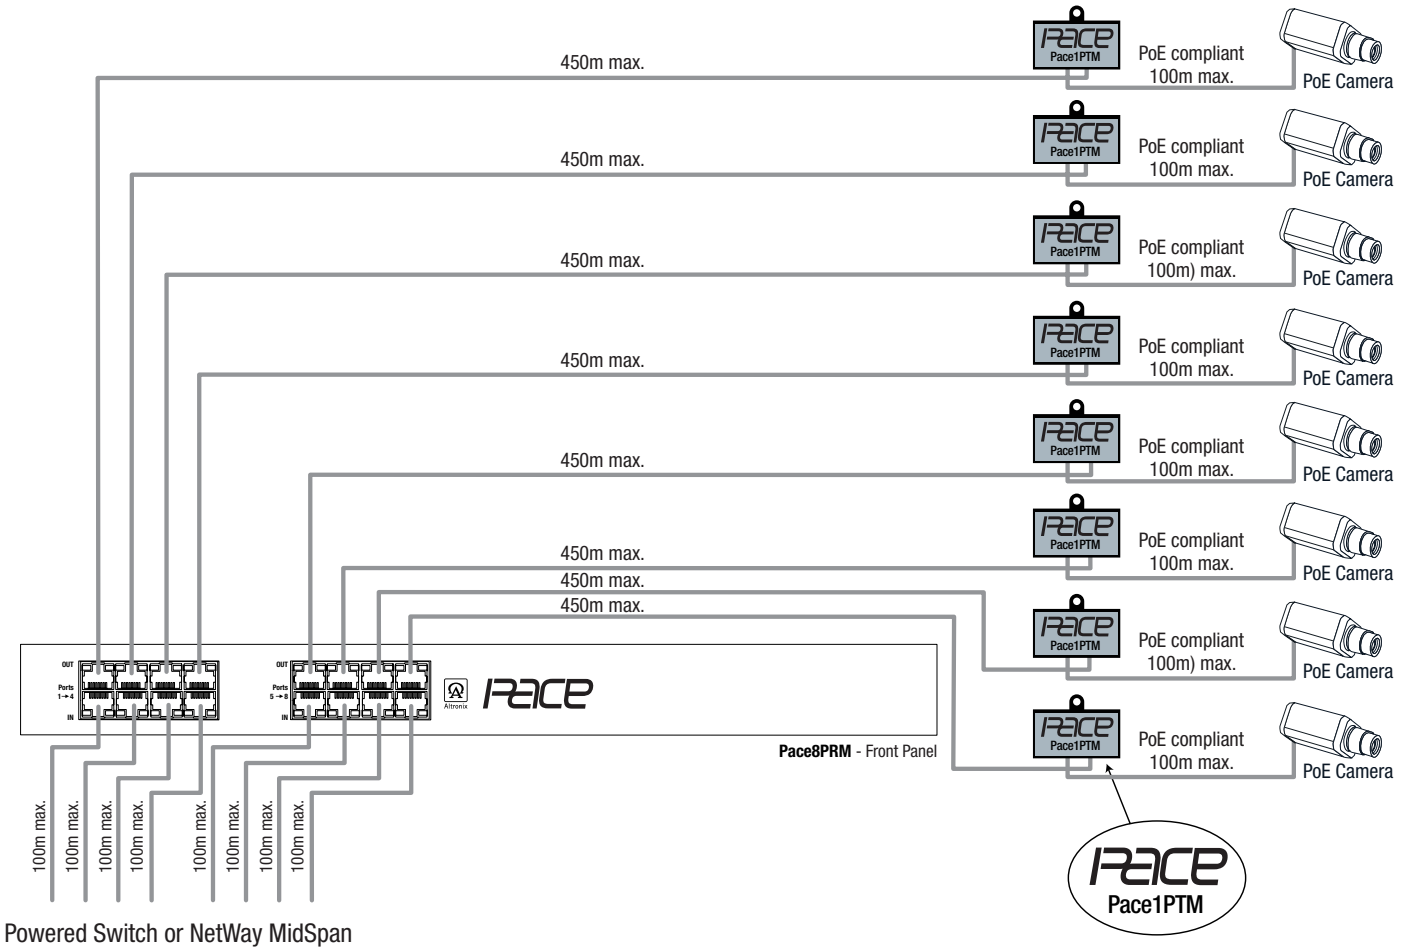 450m max.
PACE
Pace1PTM
PoE compliant
100m max.
PoE Camera
450m max.
PACE
Pace1PTM
PoE compliant
100m max.
PoE Camera
450m max.
PACE
Pace1PTM
PoE compliant
100m) max.
PoE Camera
450m max.
PACE
Pace1PTM
PoE compliant
100m max.
PoE Camera
450m max.
PACE
Pace1PTM
PoE compliant
100m max.
PoE Camera
450m max.
PACE
Pace1PTM
PoE compliant
100m max.
PoE Camera
450m max.
PACE
Pace1PTM
PoE compliant
100m) max.
PoE Camera
450m max.
PACE
Pace1PTM
PoE compliant
100m max.
PoE Camera
OUT
Ports
1→4
IN
OUT
Ports
5→8
IN
Altronix
PACE
Pace8PRM - Front Panel
100m max.
100m max.
100m max.
100m max.
100m max.
100m max.
100m max.
100m max.
PACE
Pace1PTM
Powered Switch or NetWay MidSpan